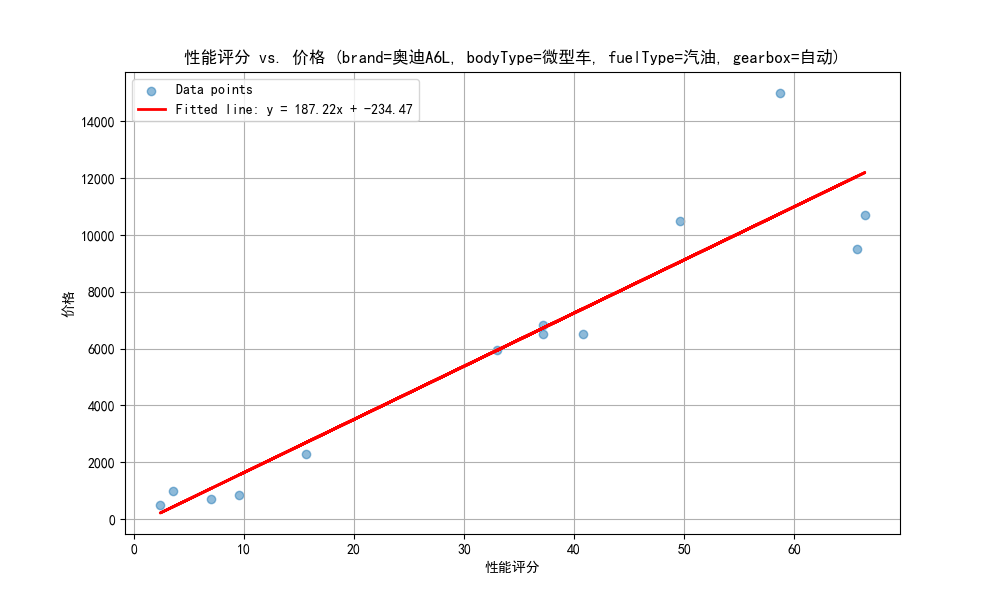 性能评分 vs. 价格 (brand=奥迪A6L, bodyType=微型车, fuelType=汽油, gearbox=自动)
Data points
Fitted line: y = 187.22x + -234.47
价格
14000
12000
10000
8000
6000
4000
2000
0
0 10 20 30 40 50 60
性能评分